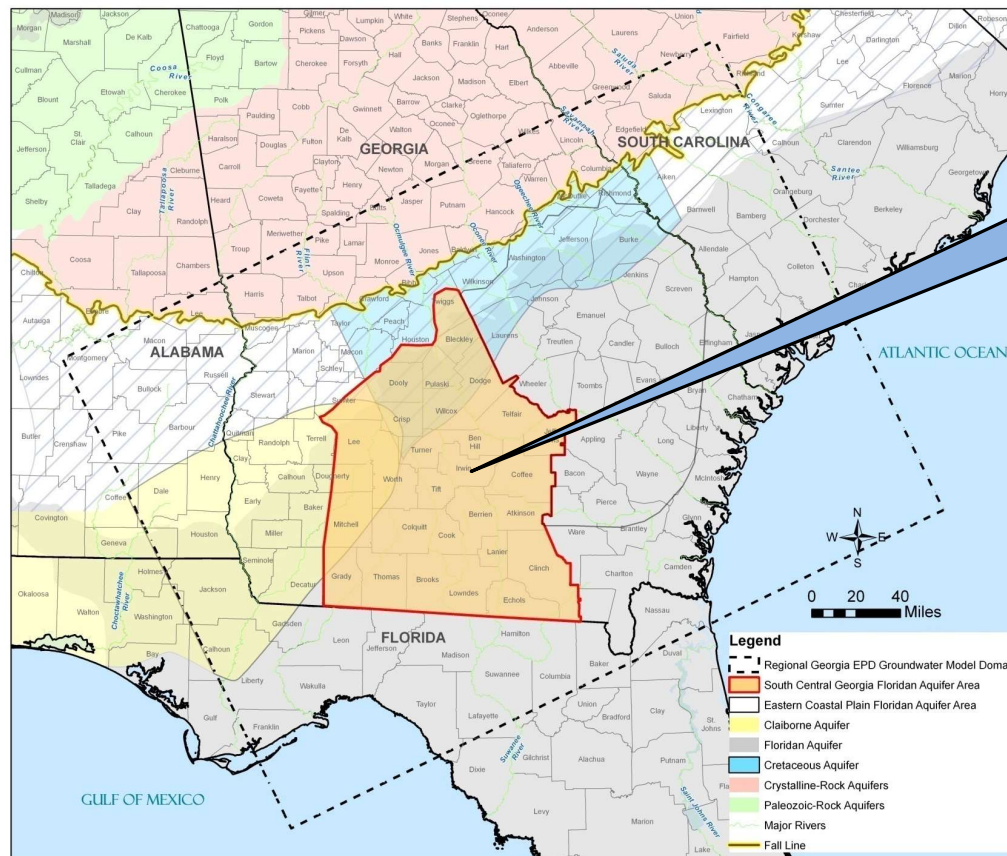 Morgan
Marshall
De Kalb
Chattooga
Gordon
Pickens
Gilmer
Lumpkin
White
Stephens
Oconee
Anderson
Laurens
Union
Fairfield
Kershaw
Chesterfield
Darlington
Dillon
Robeson
Cullman
Cherokee
Floyd
Bartow
Dawson
Forsyth
Hall
Banks
Franklin
Hart
Abbeville
Newberry
Lee
Marion
Coosa
River
Saluda
River
Blount
Etowah
Cherokee
Polk
Cobb
Gwinnett
Jackson
Barrow
Madison
Clarke
Elbert
Greenwood
Saluda
Richland
Lexington
Sumter
Florence
Horry
St.
Clair
Calhoun
Paulding
Haralson
Douglas
Fulton
De
Kalb
Walton
Oconee
Oglethorpe
Wilkes
Lincoln
Savannah
River
Edgefield
Congaree
River
Jefferson
Cleburne
Carroll
Clayton
Newton
GEORGIA
Morgan
Greene
Taliaferro
Warren
Columbia
SOUTH CAROLINA
Calhoun
Clarendon
Williamsburg
Talladega
Tallapoosa
River
Fayette
Henry
Aiken
Shelby
Clay
Randolph
Heard
Coweta
Spalding
Butts
Jasper
Putnam
Hancock
Ogeechee River
Richmond
Orangeburg
Santee
River
Georgetown
Coosa
Tallapoosa
Chambers
Troup
Meriwether
Pike
Lamar
Flint
River
Upson
Monroe
Ocmulgee River
Jones
Baldwin
Oconee River
Washington
Jefferson
Burke
Barnwell
Bamberg
Dorchester
Berkeley
Chilton
Elmore
Lee
Harris
Talbot
Crawford
Bibb
Wilkinson
Twiggs
Jenkins
Allendale
Hampton
Colleton
Autauga
Macon
Muscogee
Taylor
Peach
Houston
Bleckley
Johnson
Laurens
Emanuel
Screven
Montgomery
ALABAMA
Russell
Marion
Macon
Schley
Treutlen
Candler
Bulloch
Effingham
ATLANTIC OCEAN
Lowndes
Bullock
Chattahoochee River
Stewart
Dooly
Pulaski
Dodge
Wheeler
Toombs
Evans
Bryan
Chatham
Butler
Crenshaw
Pike
Barbour
Quitman
Sumter
Crisp
Wilcox
Telfair
Liberty
Randolph
Terrell
Lee
Turner
Ben
Hill
Appling
Long
Coffee
Dale
Henry
Clay
Calhoun
Dougherty
Worth
Tift
Irwin
Coffee
Bacon
Wayne
McIntosh
Covington
Early
Baker
Pierce
Geneva
Houston
Miller
Mitchell
Colquitt
Cook
Berrien
Atkinson
Ware
Brantley
Glynn
Holmes
Seminole
Lanier
Okaloosa
Walton
Choctawhatchee
River
Washington
Jackson
Decatur
Grady
Thomas
Brooks
Lowndes
Clinch
Echols
Charlton
Camden
Gadsden
Bay
Calhoun
Leon
Jefferson
FLORIDA
Madison
Hamilton
Nassau
Liberty
Wakulla
Suwannee
Columbia
Baker
Duval
Gulf
Franklin
Taylor
Lafayette
Union
Bradford
Clay
St.
Johns
Suwanee
River
Dixie
Gilchrist
Alachua
Putnam
Levy
Marion
Saint Johns River
Lake
GULF OF MEXICO
N
W
E
S
0 20 40
Miles
Legend
Regional Georgia EPD Groundwater Model Doma
South Central Georgia Floridan Aquifer Area
Eastern Coastal Plain Floridan Aquifer Area
Claiborne Aquifer
Floridan Aquifer
Cretaceous Aquifer
Crystalline-Rock Aquifers
Paleozoic-Rock Aquifers
Major Rivers
Fall Line